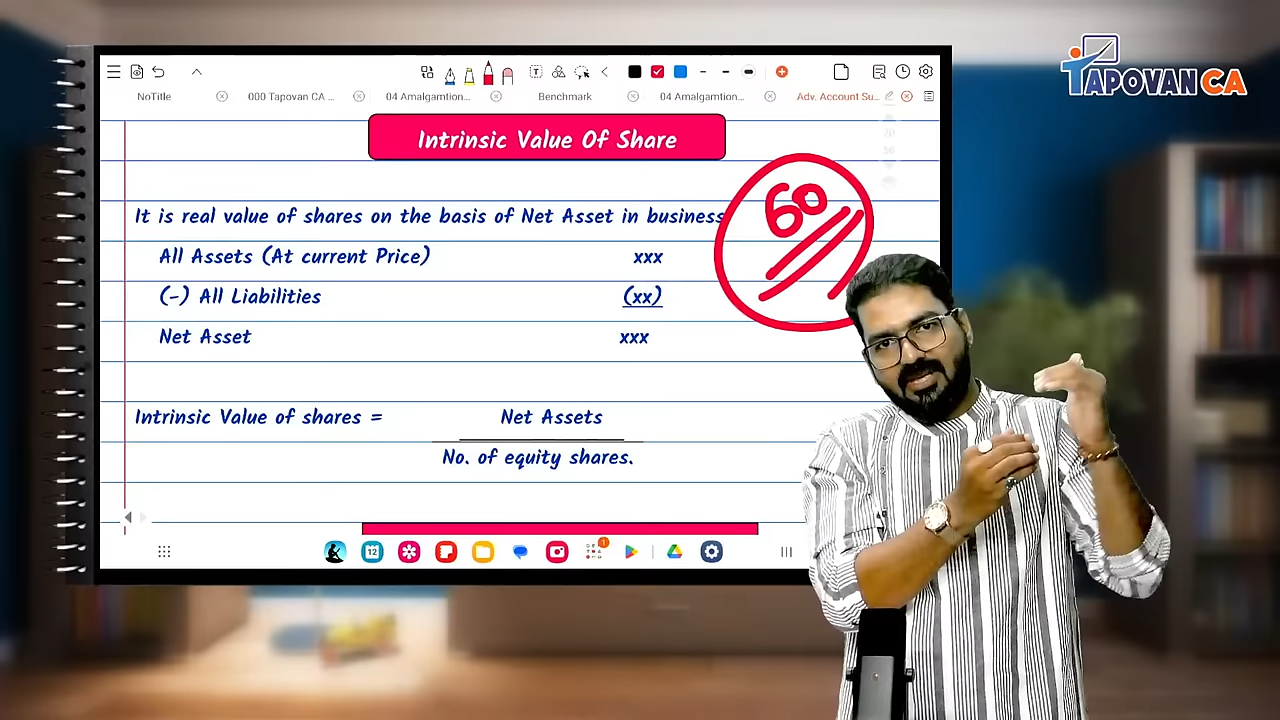 TAPOVAN CA
NoTitle
000 Tapovan CA ...
04 Amalgamtion...
Benchmark
04 Amalgamtion...
Adv. Account Su...
Intrinsic Value Of Share
60
It is real value of shares on the basis of Net Asset in business
All Assets (At current Price) xxx
(-) All Liabilities (xx)
Net Asset xxx
Intrinsic Value of shares = Net Assets
No. of equity shares.
12
1